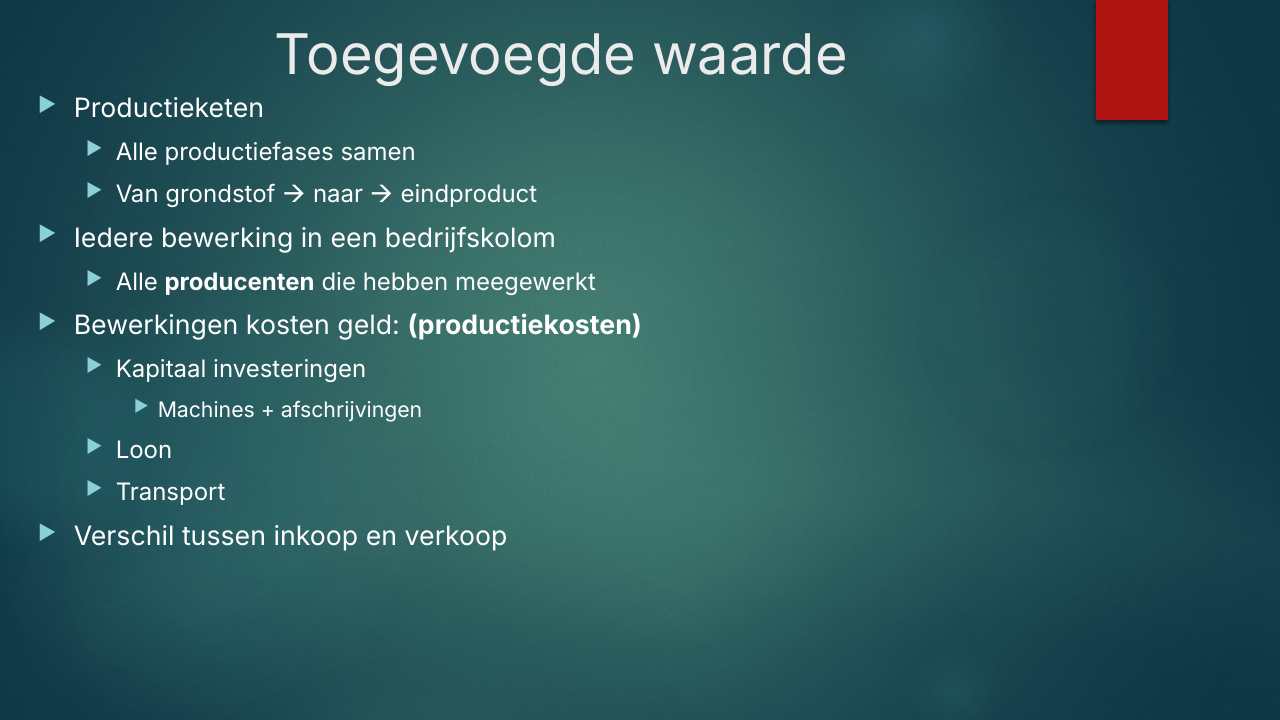 Toegevoegde waarde
Productieketen
Alle productiefases samen
Van grondstof → naar → eindproduct
Iedere bewerking in een bedrijfskolom
Alle producenten die hebben meegewerkt
Bewerkingen kosten geld: (productiekosten)
Kapitaal investeringen
Machines + afschrijvingen
Loon
Transport
Verschil tussen inkoop en verkoop